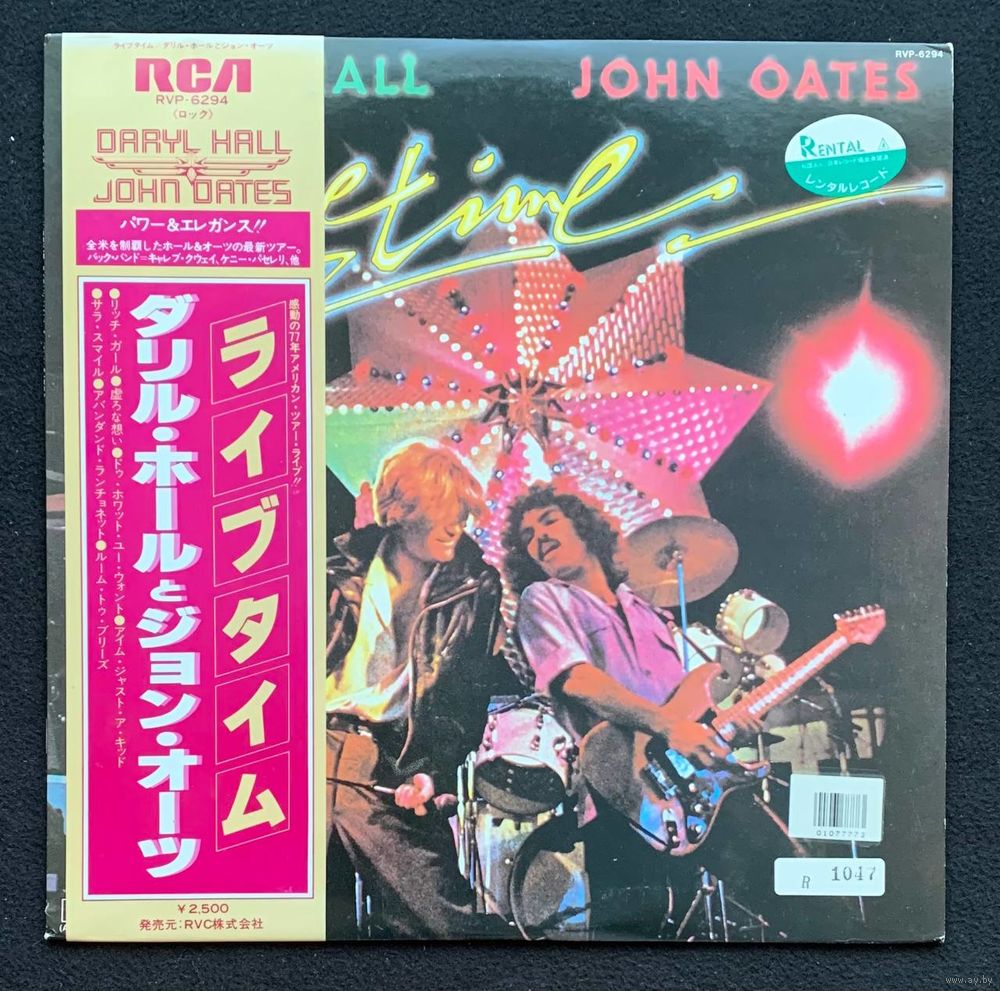 ライブタイム/ダリル・ホールとジョン・オーツ
RCA
RVP-6294
〈ロック〉
DARYL HALL
JOHN OATES
パワー&エレガンス!!
全米を制覇したホール&オーツの最新ツアー。
バック・バンド=キャレブ・クウェイ、ケニー・パセレリ、他
感動の77年アメリカン・ツアー・ライブ!!
ライブタイム
ダリル・ホールとジョン・オーツ
●リッチ・ガール●虚ろな想い●ドゥ・ホワット・ユー・ウォント●アイム・ジャスト・ア・キッド
●サラ・スマイル●アバンダンド・ランチョネット●ルーム・トゥ・ブリーズ
¥2,500
発売元:RVC株式会社
RVP-6294
ALL JOHN OATES
etime
RENTAL
レンタルレコード
01077773
R 1047
www.ay.by